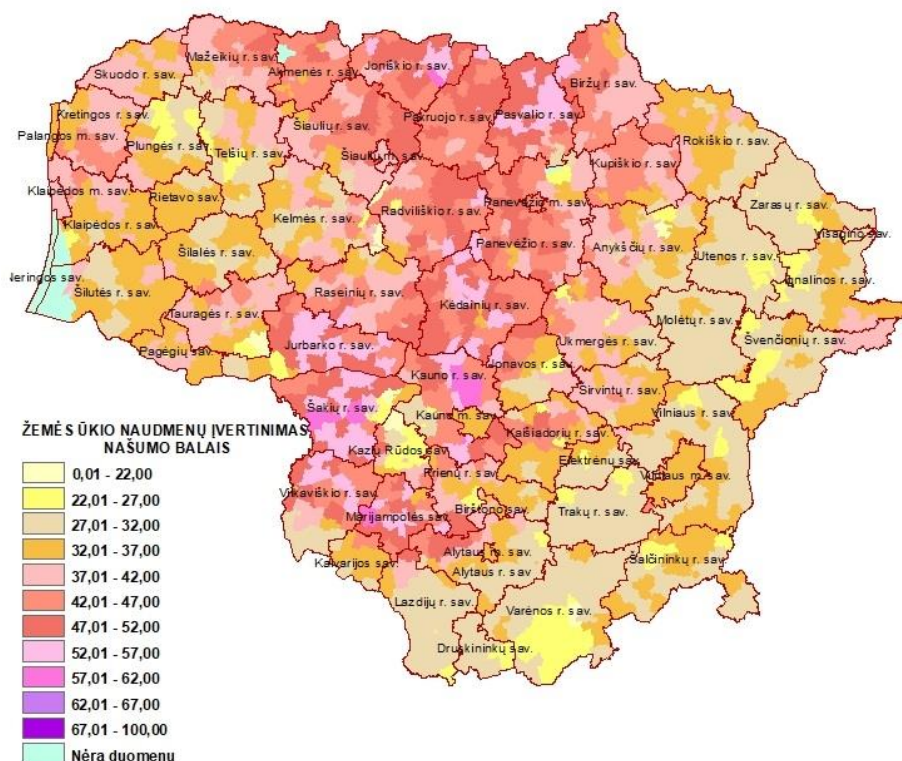 Mažeikių r. sav.
Skuodo r. sav.
Akmenės r. sav.
Joniškio r. sav.
Biržų r. sav.
Kretingos r. sav.
Palangos m. sav.
Plungės r. sav.
Telšių r. sav.
Šiaulių r. sav.
Šiaulių m. sav.
Pakruojo r. sav.
Pasvalio r. sav.
Rokiškio r. sav.
Kupiškio r. sav.
Klaipėdos m. sav.
Klaipėdos r. sav.
Rietavo sav.
Kelmės r. sav.
Radviliškio r. sav.
Panevėžio m. sav.
Panevėžio r. sav.
Anykščių r. sav.
Zarasų r. sav.
Visagino sav.
Utenos r. sav.
Ignalinos r. sav.
Neringos sav.
Šilutės r. sav.
Šilalės r. sav.
Raseinių r. sav.
Kėdainių r. sav.
Tauragės r. sav.
Pagėgių sav.
Jurbarko r. sav.
Ukmergės r. sav.
Molėtų r. sav.
Švenčionių r. sav.
Kauno r. sav.
Jonavos r. sav.
Širvintų r. sav.
Šakių r. sav.
Kauno m. sav.
Kaišiadorių r. sav.
Vilniaus r. sav.
Kazlų Rūdos sav.
Prienų r. sav.
Elektrėnų sav.
Vilniaus m. sav.
Vilkaviškio r. sav.
Marijampolės sav.
Birštono sav.
Trakų r. sav.
Kalvarijos sav.
Alytaus m. sav.
Alytaus r. sav.
Šalčininkų r. sav.
Lazdijų r. sav.
Varėnos r. sav.
Druskininkų sav.
ŽEMĖS ŪKIO NAUDMENŲ ĮVERTINIMAS
NAŠUMO BALAIS
0,01 - 22,00
22,01 - 27,00
27,01 - 32,00
32,01 - 37,00
37,01 - 42,00
42,01 - 47,00
47,01 - 52,00
52,01 - 57,00
57,01 - 62,00
62,01 - 67,00
67,01 - 100,00
Nėra duomenų